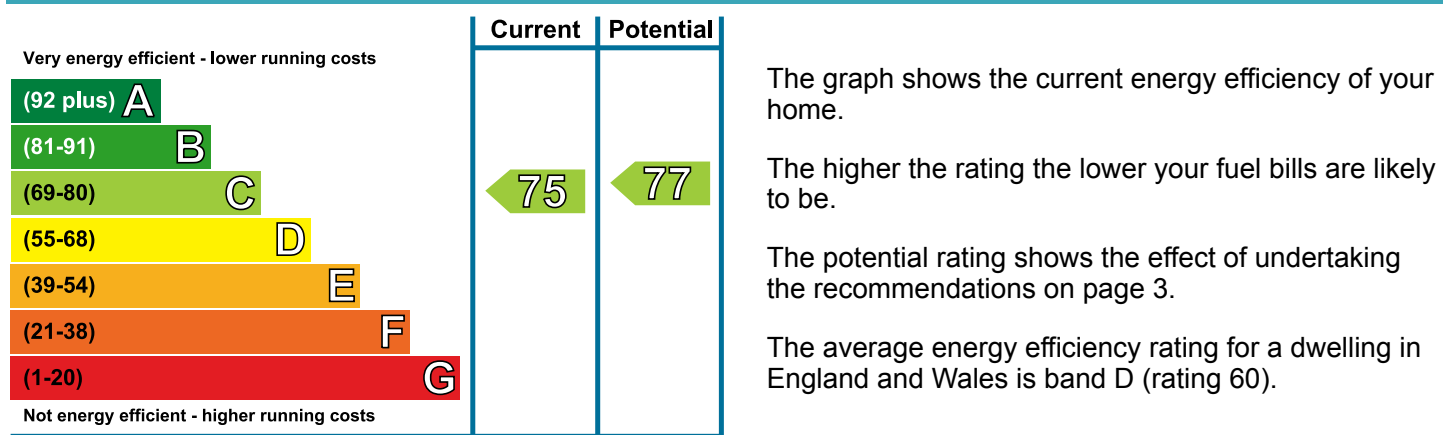 Current Potential
Very energy efficient - lower running costs
(92 plus) A
(81-91) B
(69-80) C
75 77
(55-68) D
(39-54) E
(21-38) F
(1-20) G
Not energy efficient - higher running costs
The graph shows the current energy efficiency of your
home.
The higher the rating the lower your fuel bills are likely
to be.
The potential rating shows the effect of undertaking
the recommendations on page 3.
The average energy efficiency rating for a dwelling in
England and Wales is band D (rating 60).